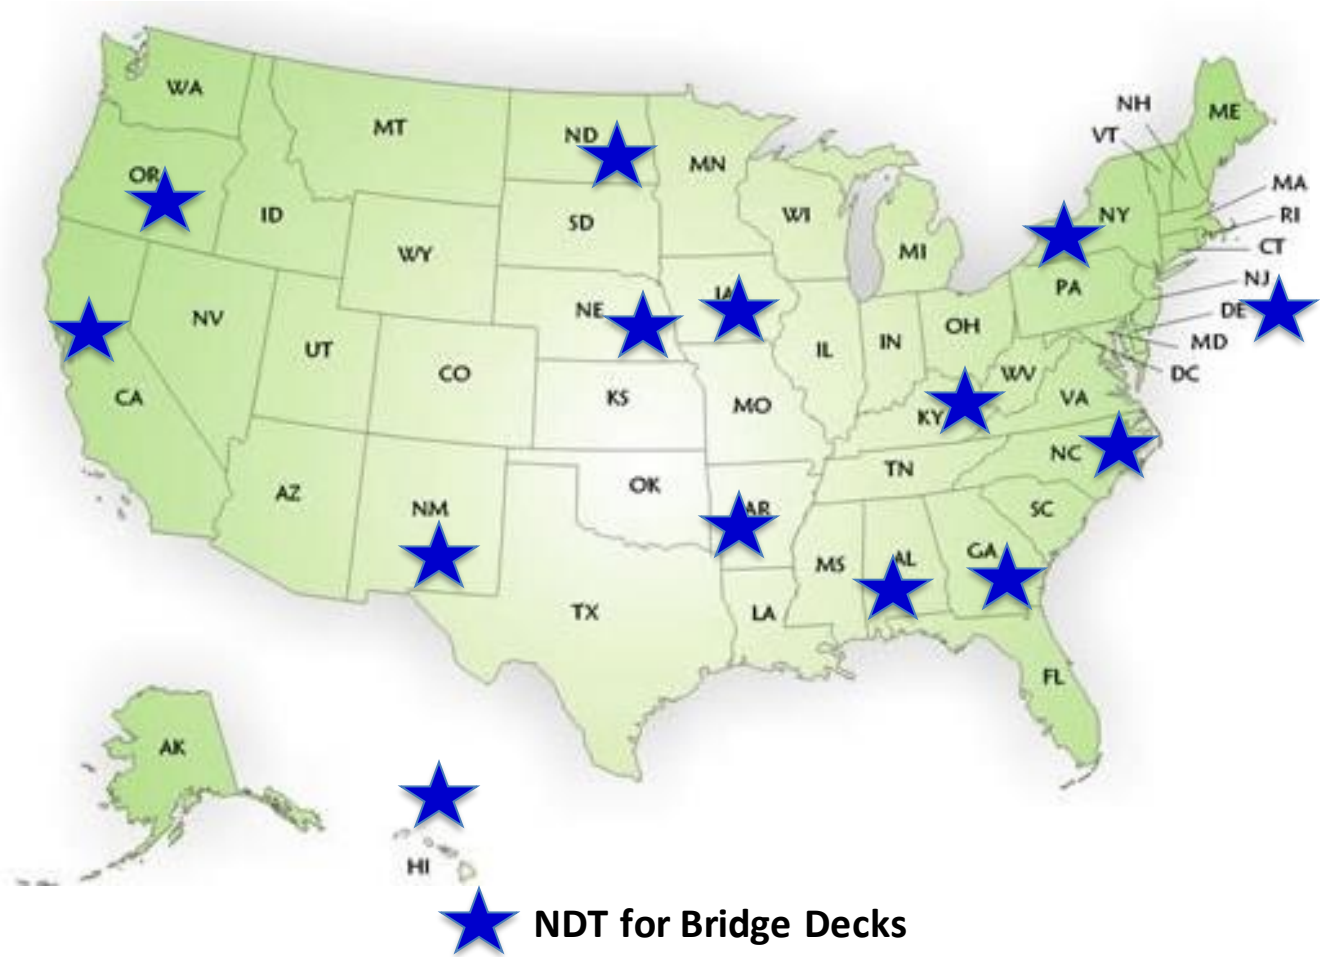 NH
ME
WA
VT
MT
ND
MN
OR
MA
ID
SD
WI
NY
RI
WY
MI
CT
NJ
PA
IA
NE
DE
NV
OH
MD
UT
IL
IN
CO
WV
DC
CA
KS
MO
KY
VA
NC
TN
AZ
OK
NM
AR
SC
GA
MS
AL
TX
LA
FL
AK
HI
NDT for Bridge Decks